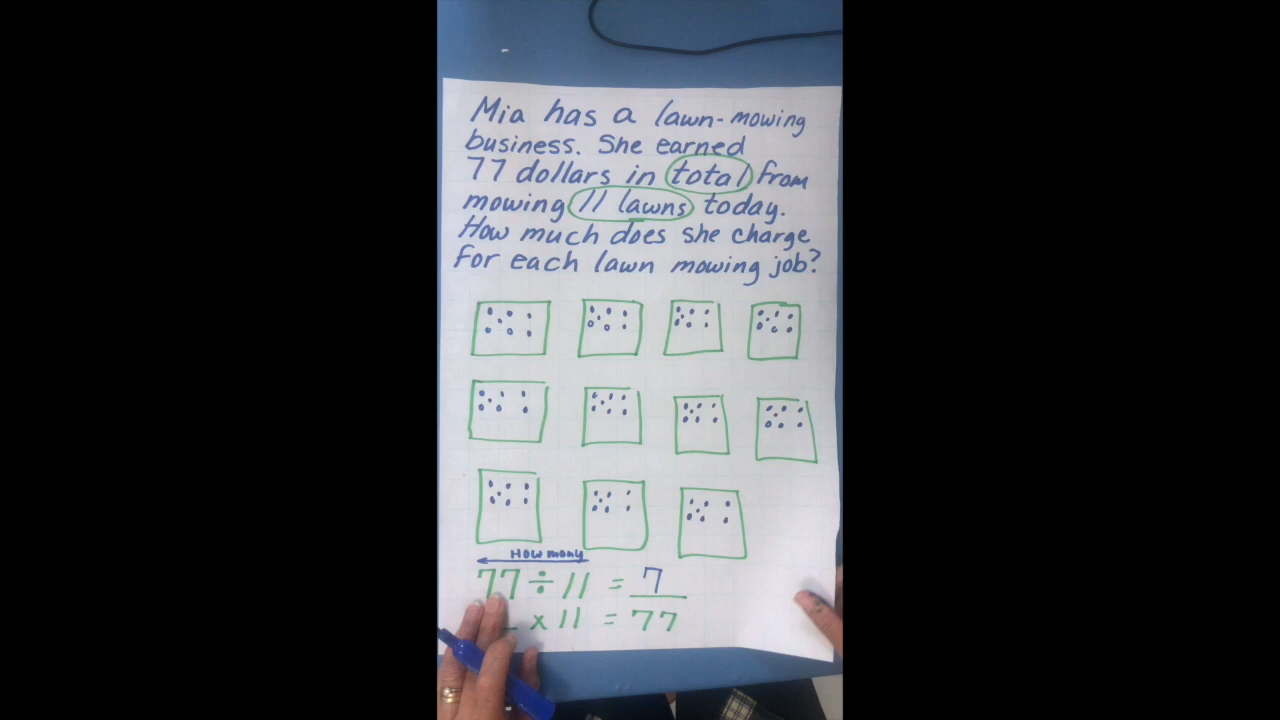 Mia has a lawn-mowing
business. She earned
77 dollars in total from
mowing 11 lawns today.
How much does she charge
for each lawn mowing job?
How many
77 ÷ 11 = 7
_ x 11 = 77